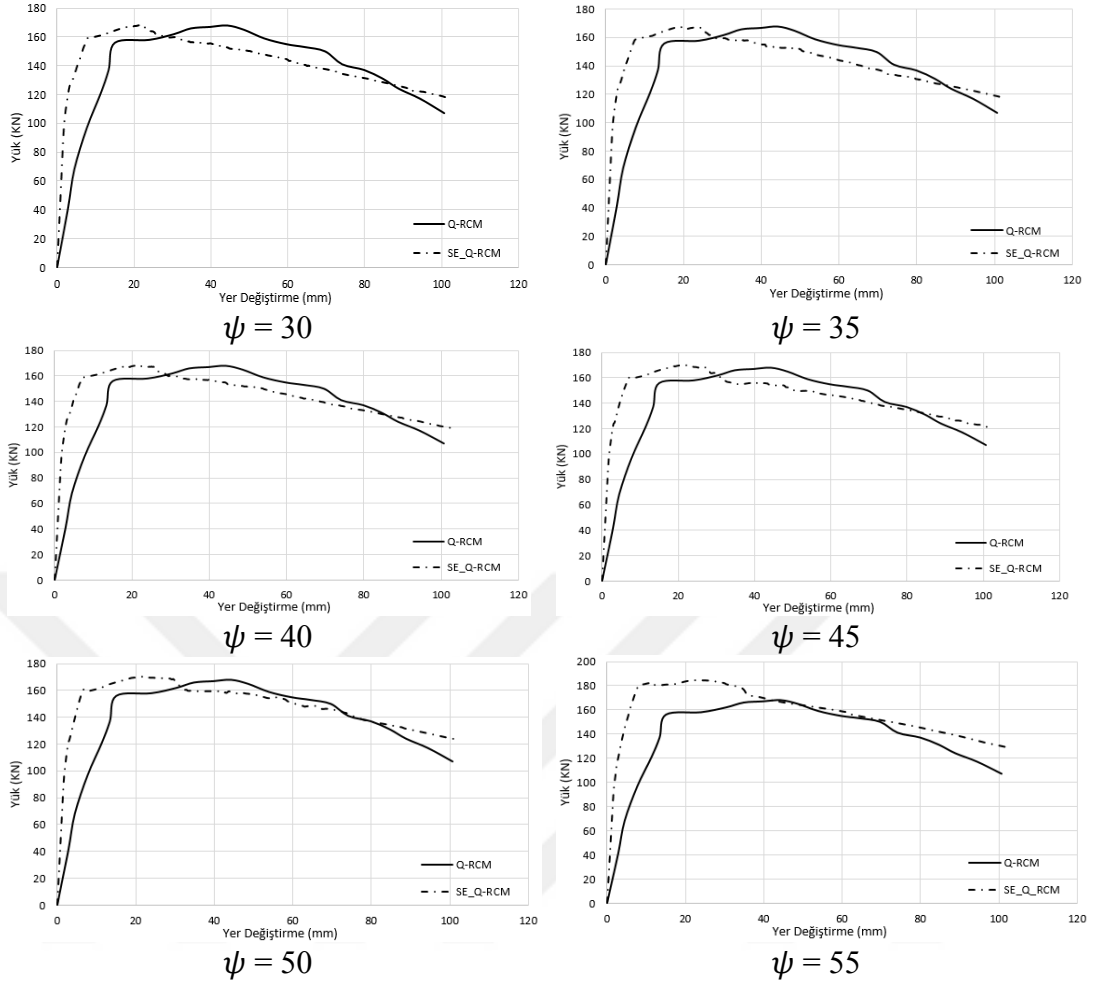 180
160
140
120
100
80
60
40
20
0
Yük (KN)
0 20 40 60 80 100 120
Yer Değiştirme (mm)
Q-RCM
SE_Q-RCM
ψ = 30
180
160
140
120
100
80
60
40
20
0
Yük (KN)
0 20 40 60 80 100 120
Yer Değiştirme (mm)
Q-RCM
SE_Q-RCM
ψ = 35
180
160
140
120
100
80
60
40
20
0
Yük (KN)
0 20 40 60 80 100 120
Yer Değiştirme (mm)
Q-RCM
SE_Q-RCM
ψ = 40
180
160
140
120
100
80
60
40
20
0
Yük (KN)
0 20 40 60 80 100 120
Yer Değiştirme (mm)
Q-RCM
SE_Q-RCM
ψ = 45
180
160
140
120
100
80
60
40
20
0
Yük (KN)
0 20 40 60 80 100 120
Yer Değiştirme (mm)
Q-RCM
SE_Q-RCM
ψ = 50
200
180
160
140
120
100
80
60
40
20
0
Yük (KN)
0 20 40 60 80 100 120
Yer Değiştirme (mm)
Q-RCM
SE_Q_RCM
ψ = 55